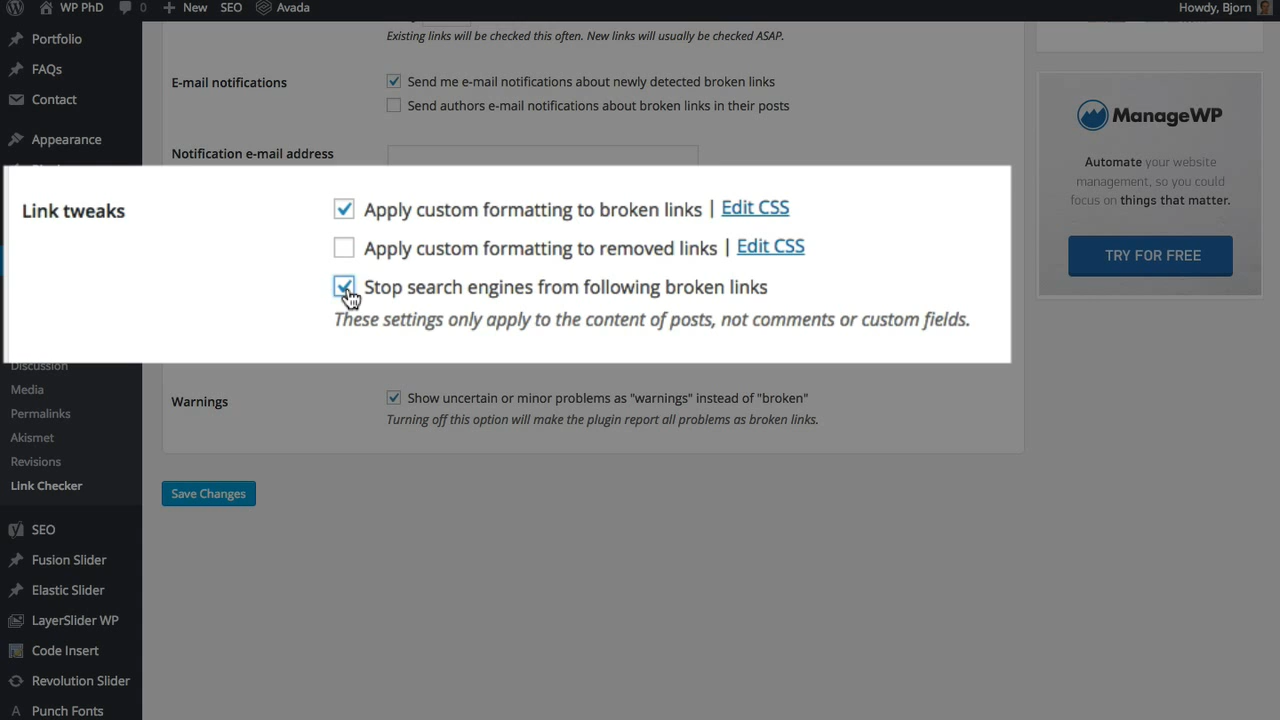 WP PhD 0 New SEO Avada Howdy, Bjorn
Portfolio
FAQs
Contact
Appearance
Existing links will be checked this often. New links will usually be checked ASAP.
E-mail notifications
Send me e-mail notifications about newly detected broken links
Send authors e-mail notifications about broken links in their posts
Notification e-mail address
Link tweaks
Apply custom formatting to broken links | Edit CSS
Apply custom formatting to removed links | Edit CSS
Stop search engines from following broken links
These settings only apply to the content of posts, not comments or custom fields.
Discussion
Media
Permalinks
Akismet
Revisions
Link Checker
SEO
Fusion Slider
Elastic Slider
LayerSlider WP
Code Insert
Revolution Slider
Punch Fonts
Warnings
Show uncertain or minor problems as "warnings" instead of "broken"
Turning off this option will make the plugin report all problems as broken links.
Save Changes
ManageWP
Automate your website
management, so you could
focus on things that matter.
TRY FOR FREE